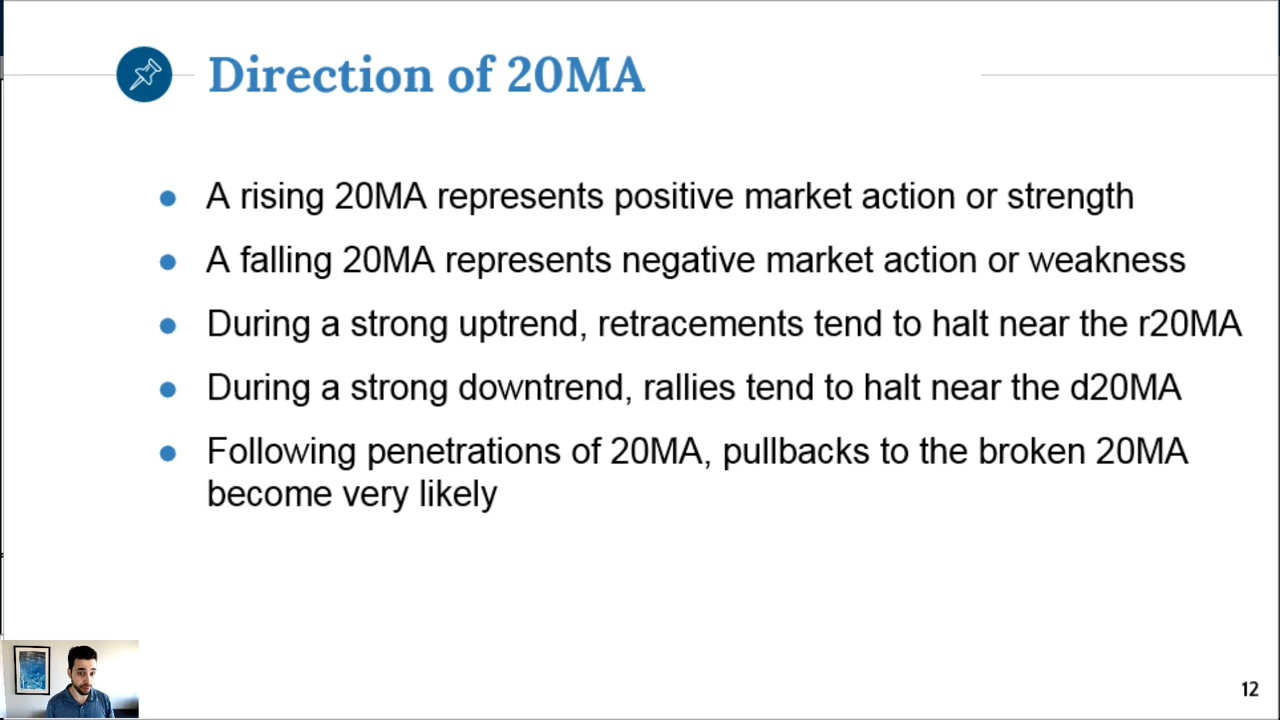 Direction of 20MA
A rising 20MA represents positive market action or strength
A falling 20MA represents negative market action or weakness
During a strong uptrend, retracements tend to halt near the r20MA
During a strong downtrend, rallies tend to halt near the d20MA
Following penetrations of 20MA, pullbacks to the broken 20MA
become very likely
12